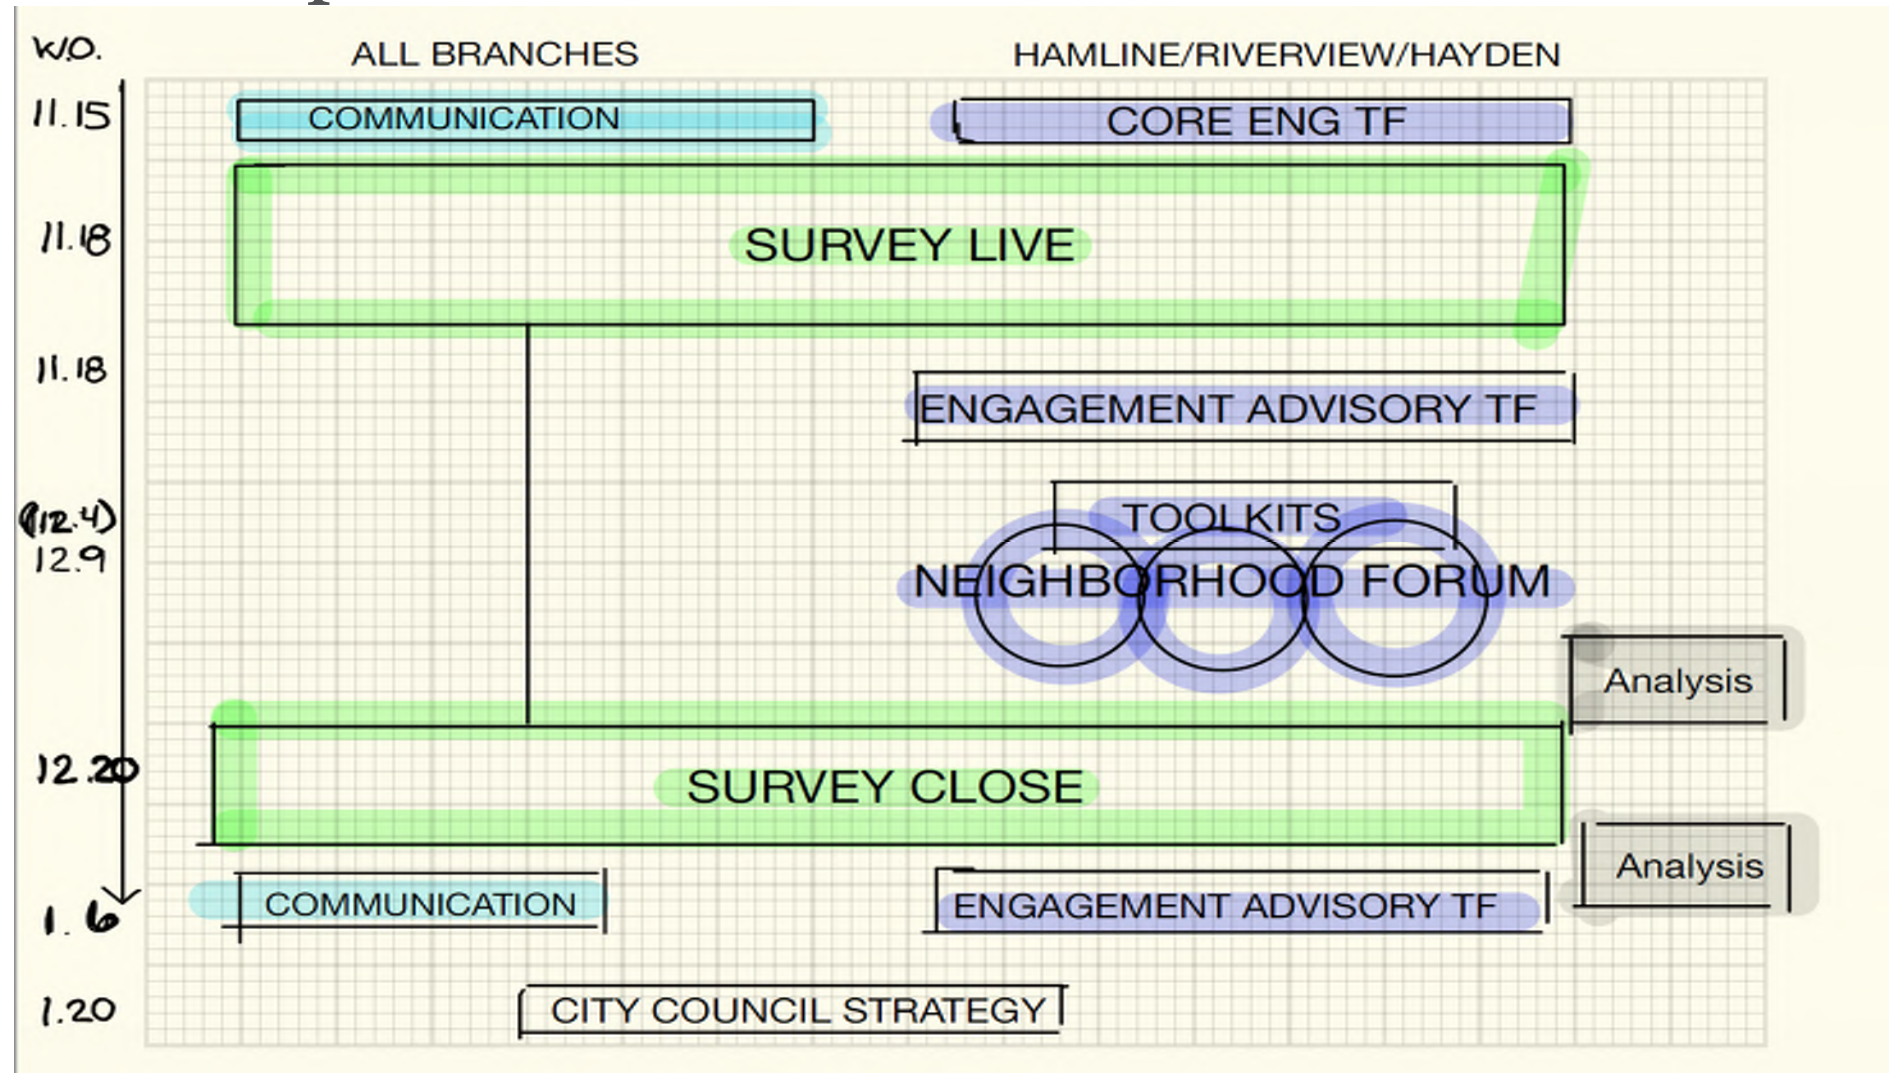 W.O. ALL BRANCHES HAMLINE/RIVERVIEW/HAYDEN
11.15 COMMUNICATION CORE ENG TF
11.18 SURVEY LIVE
11.18 ENGAGEMENT ADVISORY TF
(12.4) TOOLKITS
12.9 NEIGHBORHOOD FORUM
Analysis
12.20 SURVEY CLOSE
Analysis
1.6 COMMUNICATION ENGAGEMENT ADVISORY TF
1.20 CITY COUNCIL STRATEGY